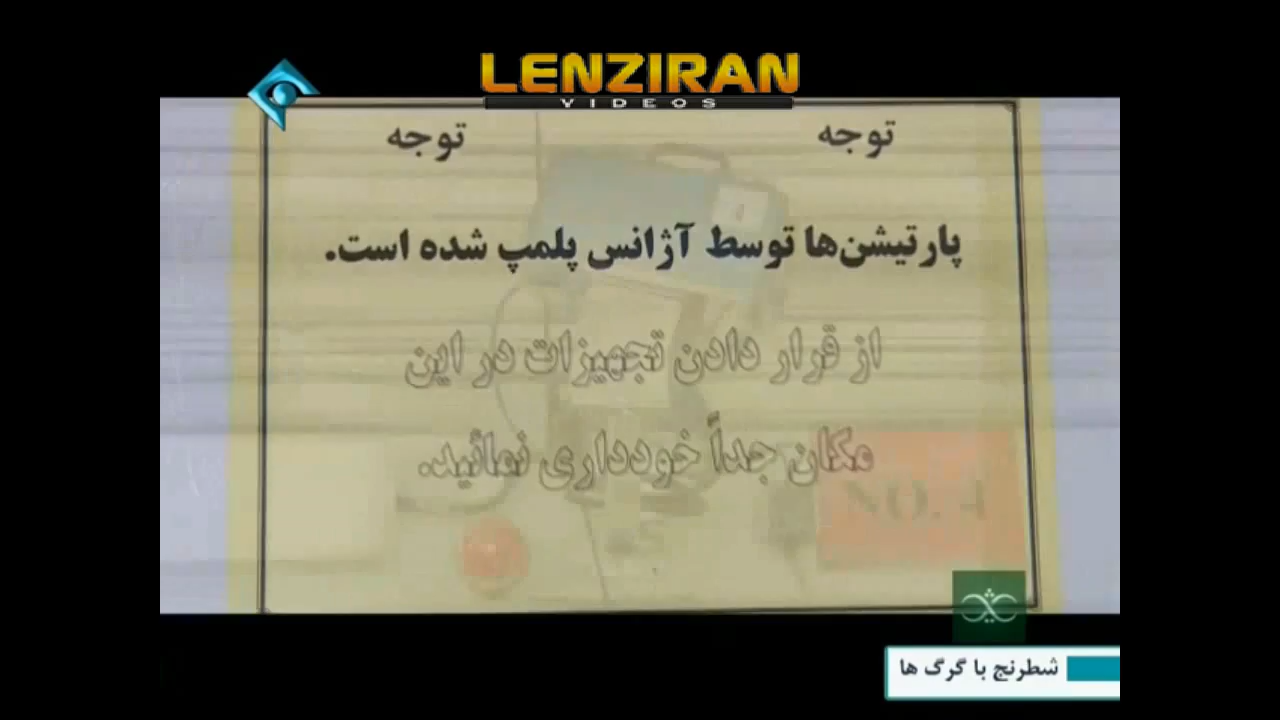 LENZIRAN
VIDEOS
توجه توجه
پارتیشن‌ها توسط آژانس پلمپ شده است.
از قرار دادن تجهیزات در این
مکان جداً خودداری نمائید.
NO. 4
شطرنج با گرگ ها